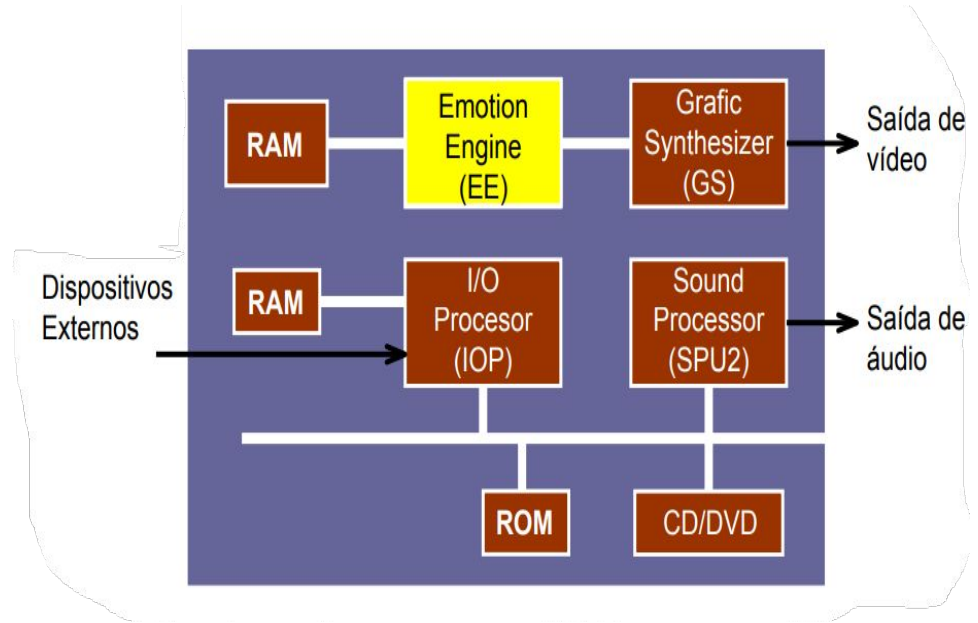 RAM
Emotion
Engine
(EE)
Grafic
Synthesizer
(GS)
Saída de
vídeo
Dispositivos
Externos
RAM
I/O
Procesor
(IOP)
Sound
Processor
(SPU2)
Saída de
áudio
ROM
CD/DVD